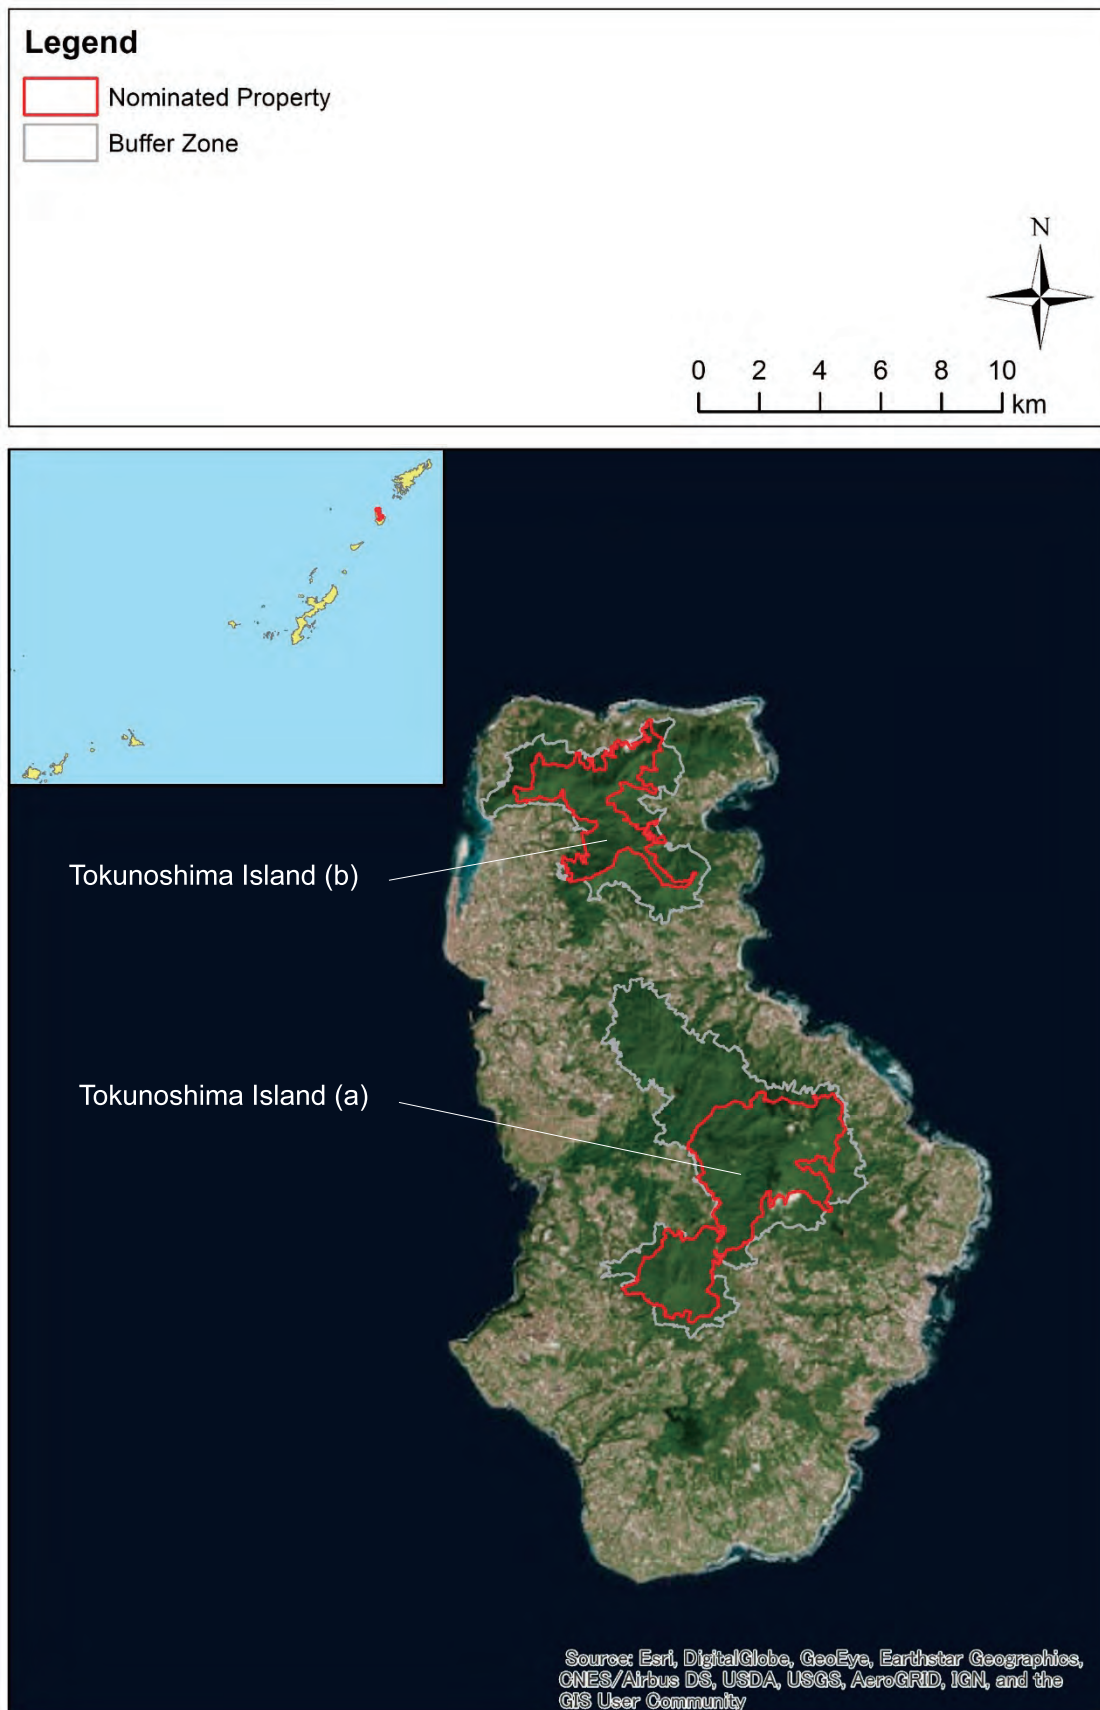 Legend
Nominated Property
Buffer Zone
N
0 2 4 6 8 10
km
Tokunoshima Island (b)
Tokunoshima Island (a)
Source: Esri, DigitalGlobe, GeoEye, Earthstar Geographics,
CNES/Airbus DS, USDA, USGS, AeroGRID, IGN, and the
GIS User Community